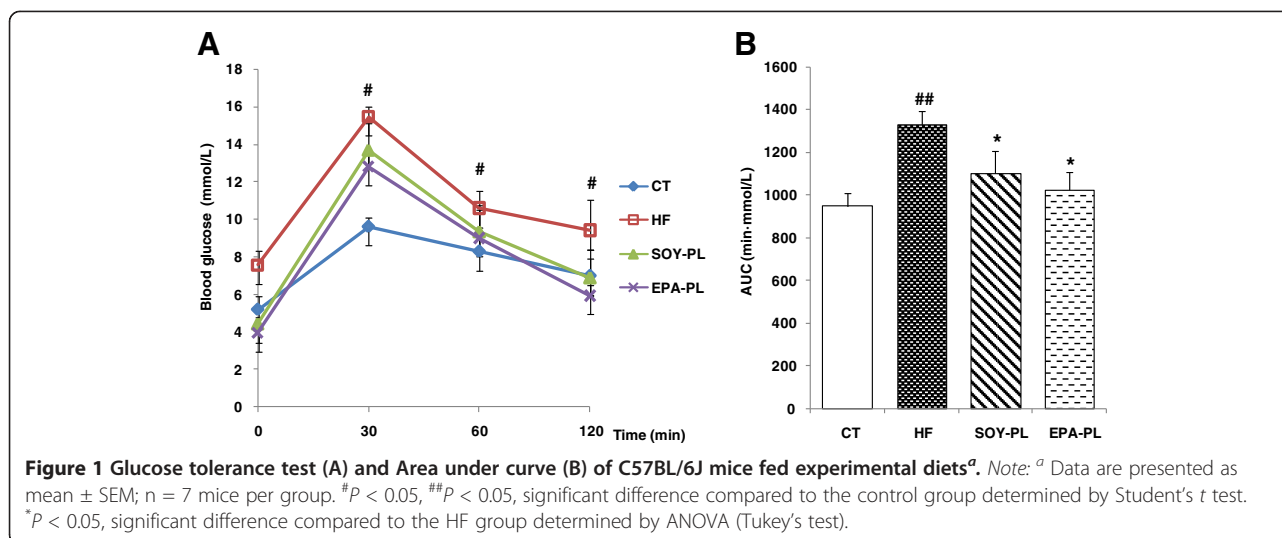 A
18
16
14
12
10
8
6
4
2
0
Blood glucose (mmol/L)
#
#
#
0 30 60 120 Time (min)
CT
HF
SOY-PL
EPA-PL
B
1600
1400
1200
1000
800
600
400
200
0
AUC (min·mmol/L)
##
*
*
CT HF SOY-PL EPA-PL
Figure 1 Glucose tolerance test (A) and Area under curve (B) of C57BL/6J mice fed experimental diets^a. Note: ^a Data are presented as
mean ± SEM; n = 7 mice per group. ^#P < 0.05, ^##P < 0.05, significant difference compared to the control group determined by Student's t test.
^*P < 0.05, significant difference compared to the HF group determined by ANOVA (Tukey's test).